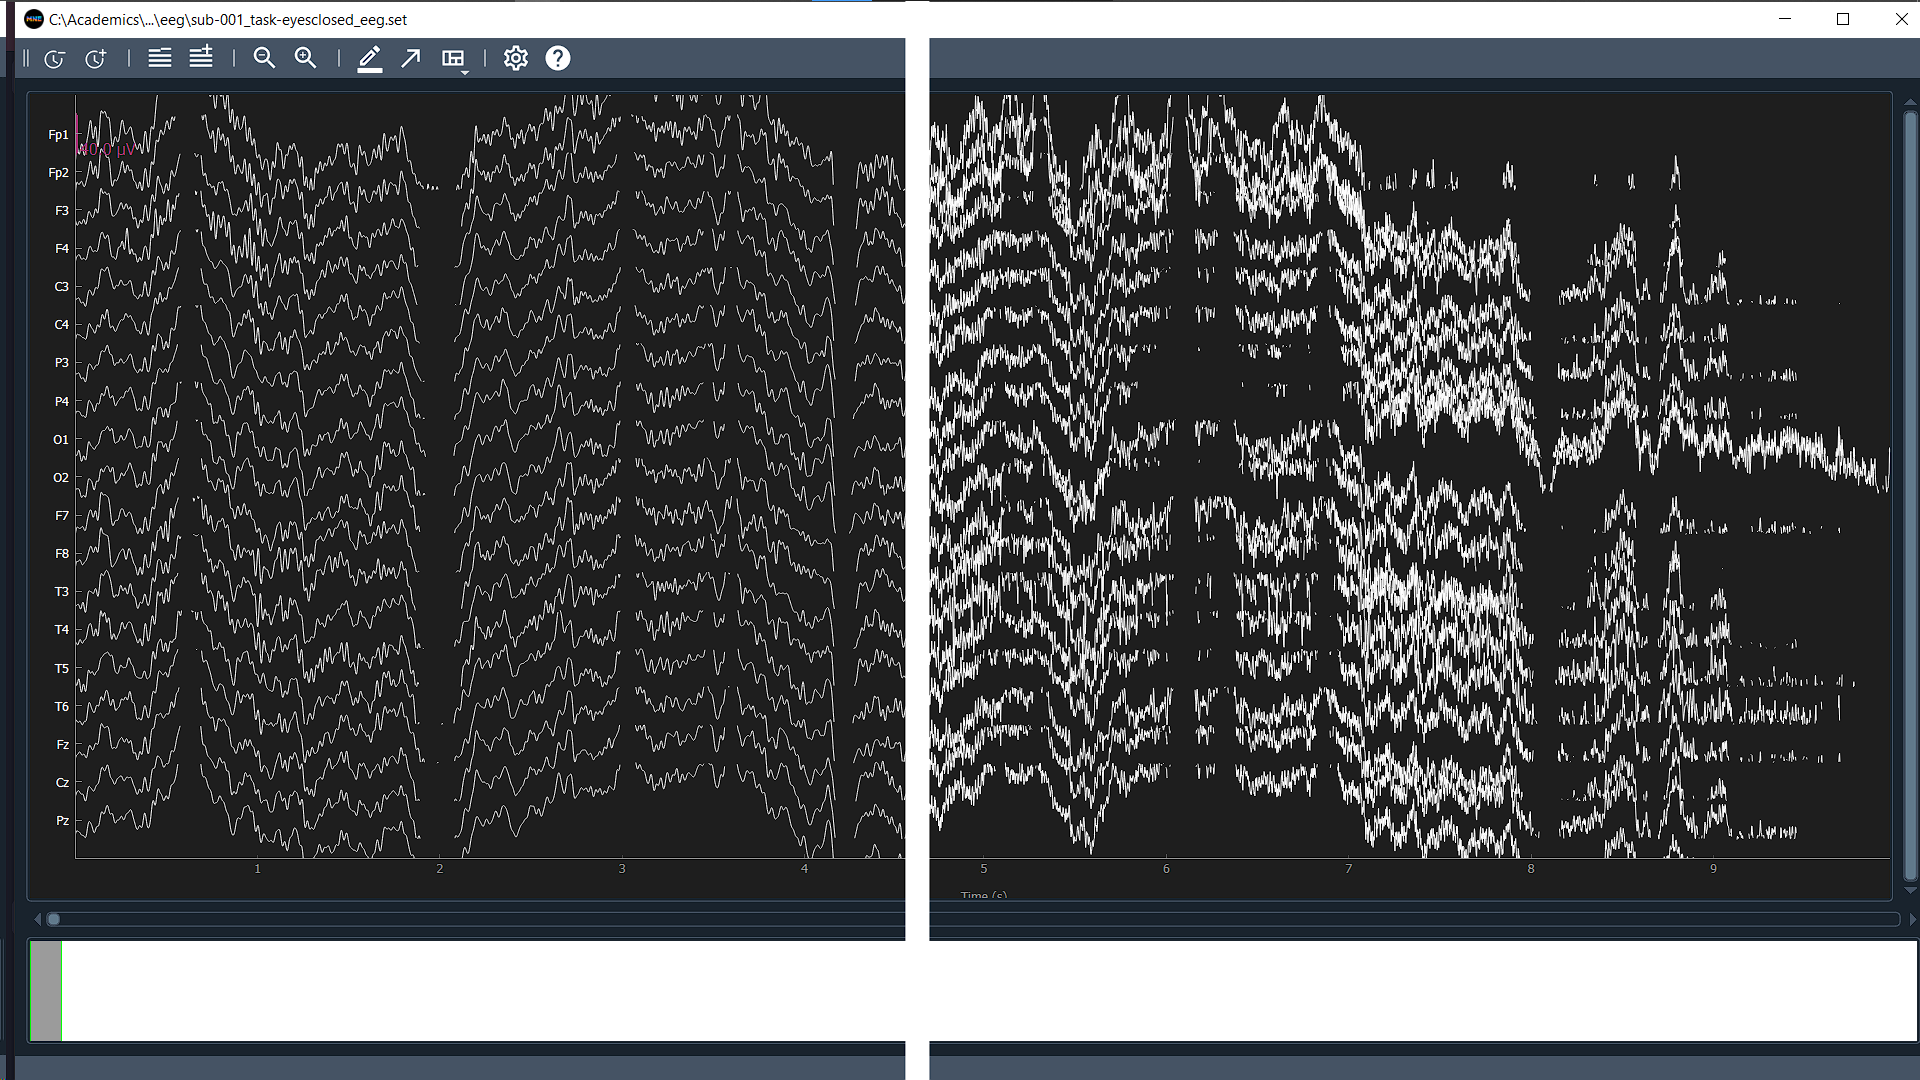 MNE C:\Academics\...\eeg\sub-001_task-eyesclosed_eeg.set
Fp1
40.0 µV
Fp2
F3
F4
C3
C4
P3
P4
O1
O2
F7
F8
T3
T4
T5
T6
Fz
Cz
Pz
1 2 3 4 5 6 7 8 9
Time (s)